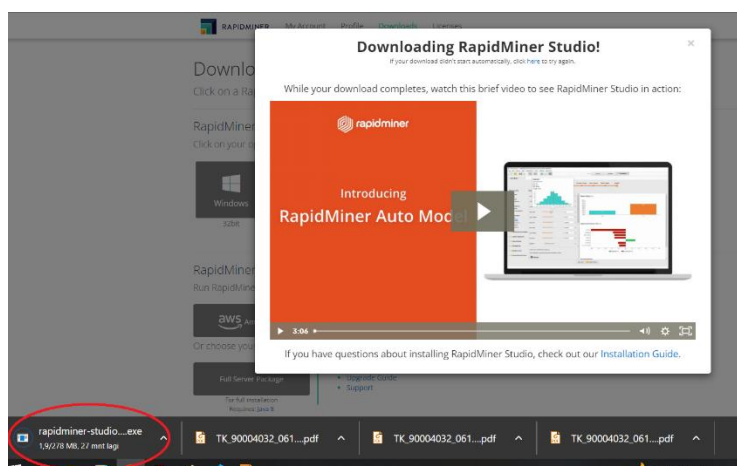 RAPIDMINER My Account Profile Downloads Licenses
Downlo
Click on a Ra
RapidMiner
Click on your o
Windows
32bit
RapidMiner
Run RapidMine
aws
Or choose you
Full Server Package
For full installation
Required Java 8
Upgrade Guide
Support
Downloading RapidMiner Studio!
×
If your download didn't start automatically, click here to try again.
While your download completes, watch this brief video to see RapidMiner Studio in action:
rapidminer
Introducing
RapidMiner Auto Model
3:06
If you have questions about installing RapidMiner Studio, check out our Installation Guide.
rapidminer-studio....exe
1,9/278 MB, 27 mnt lagi
TK_90004032_061....pdf
TK_90004032_061....pdf
TK_90004032_061....pdf